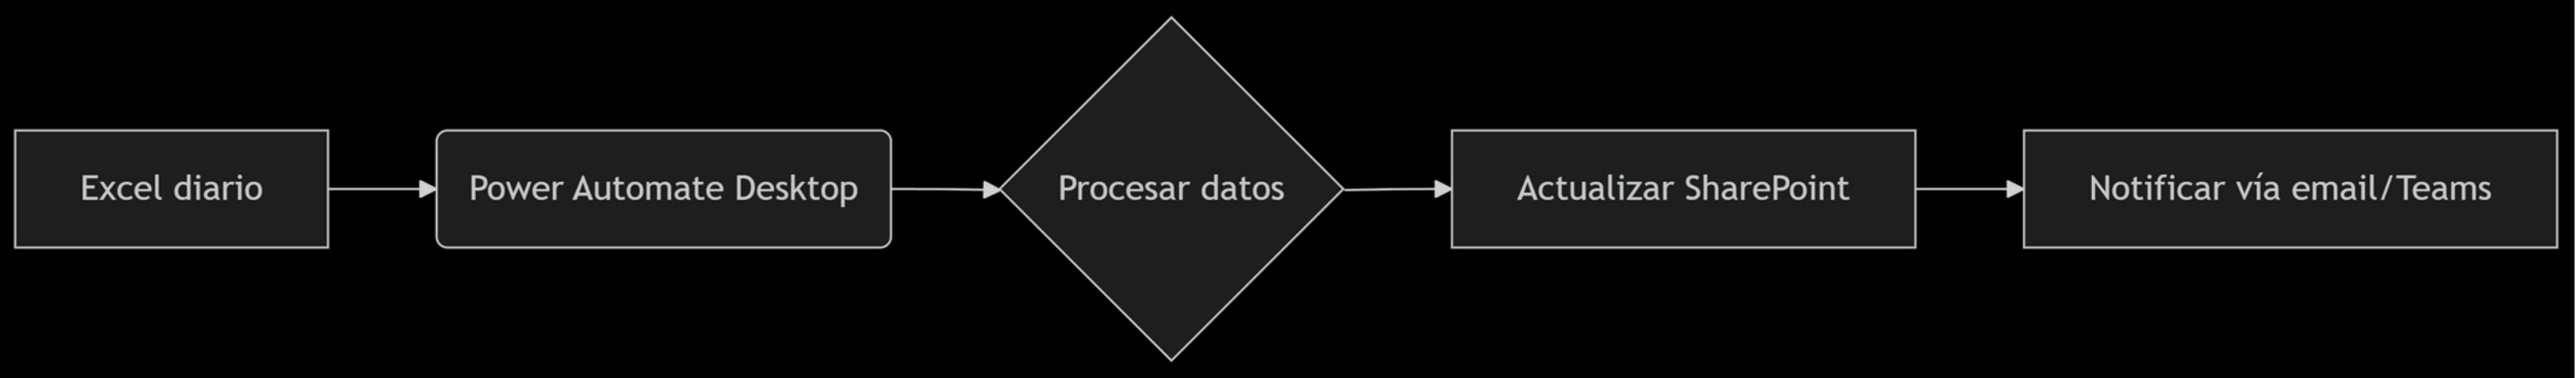 Excel diario
Power Automate Desktop
Procesar datos
Actualizar SharePoint
Notificar vía email/Teams